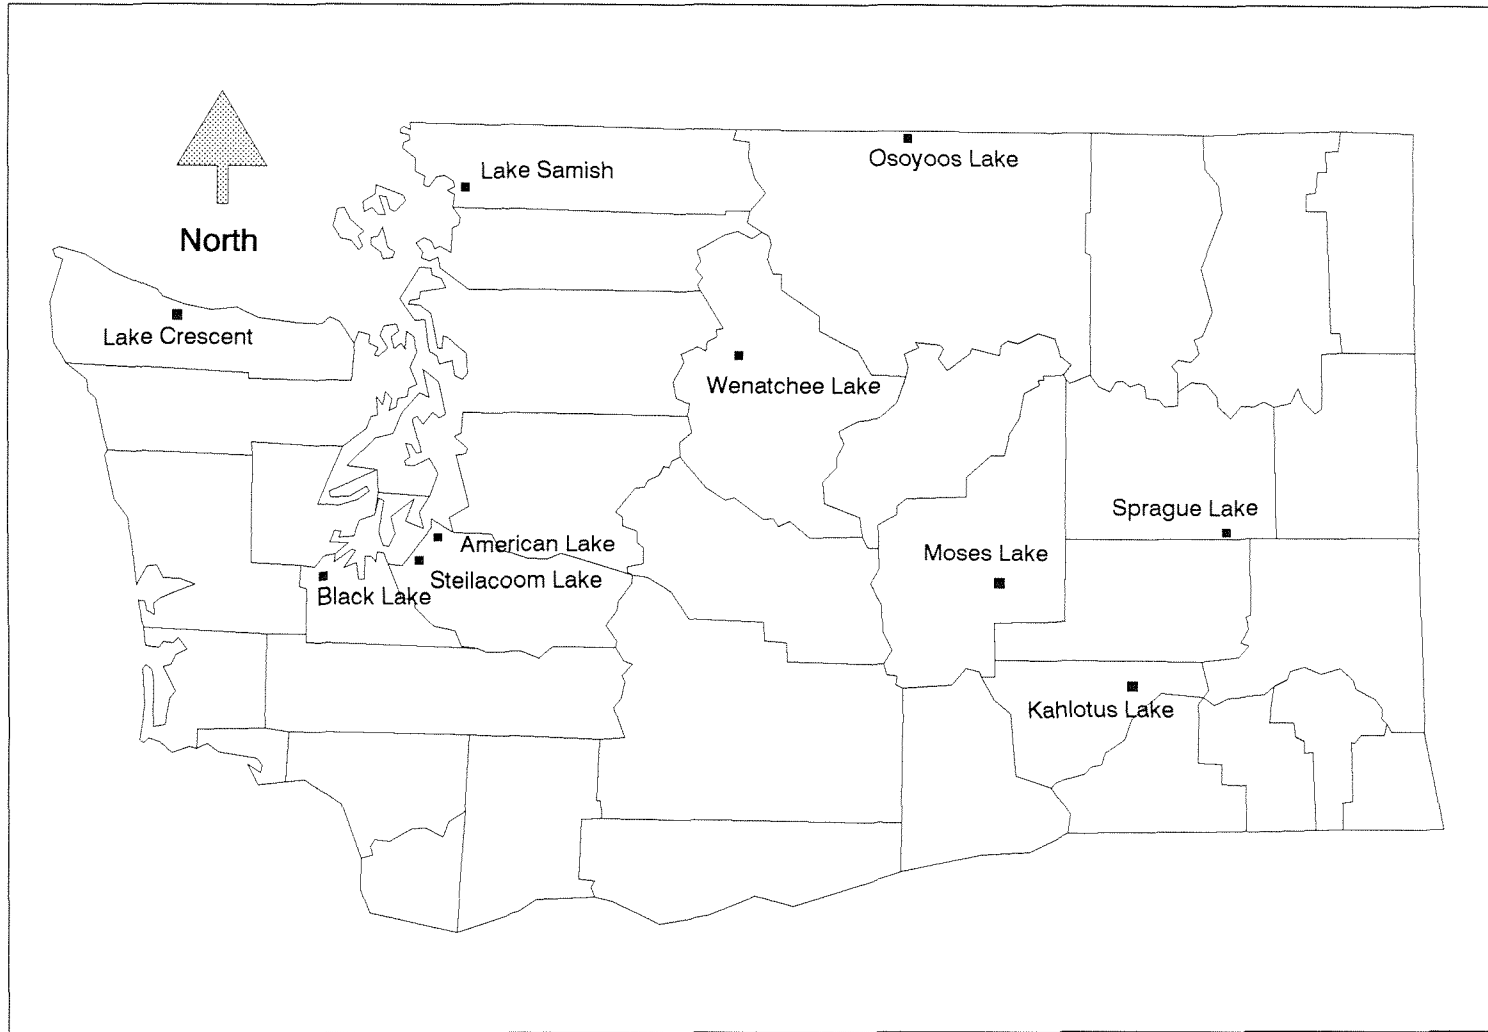 Lake Samish
Osoyoos Lake
North
Lake Crescent
Wenatchee Lake
Sprague Lake
American Lake
Moses Lake
Steilacoom Lake
Black Lake
Kahlotus Lake